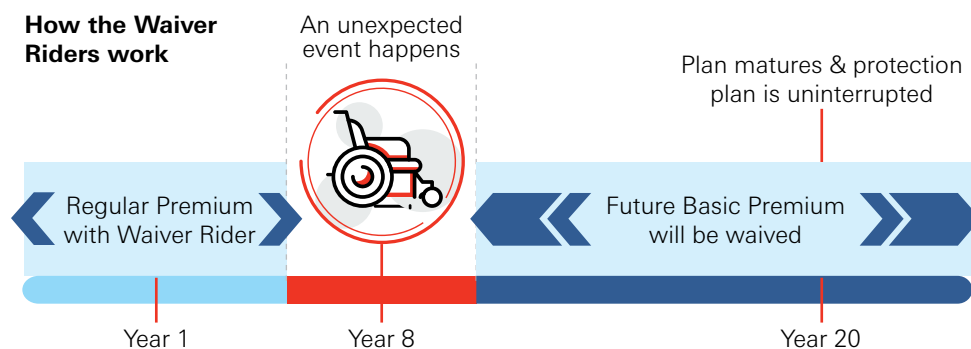 How the Waiver
Riders work
An unexpected
event happens
Plan matures & protection
plan is uninterrupted
Regular Premium
with Waiver Rider
Future Basic Premium
will be waived
Year 1
Year 8
Year 20